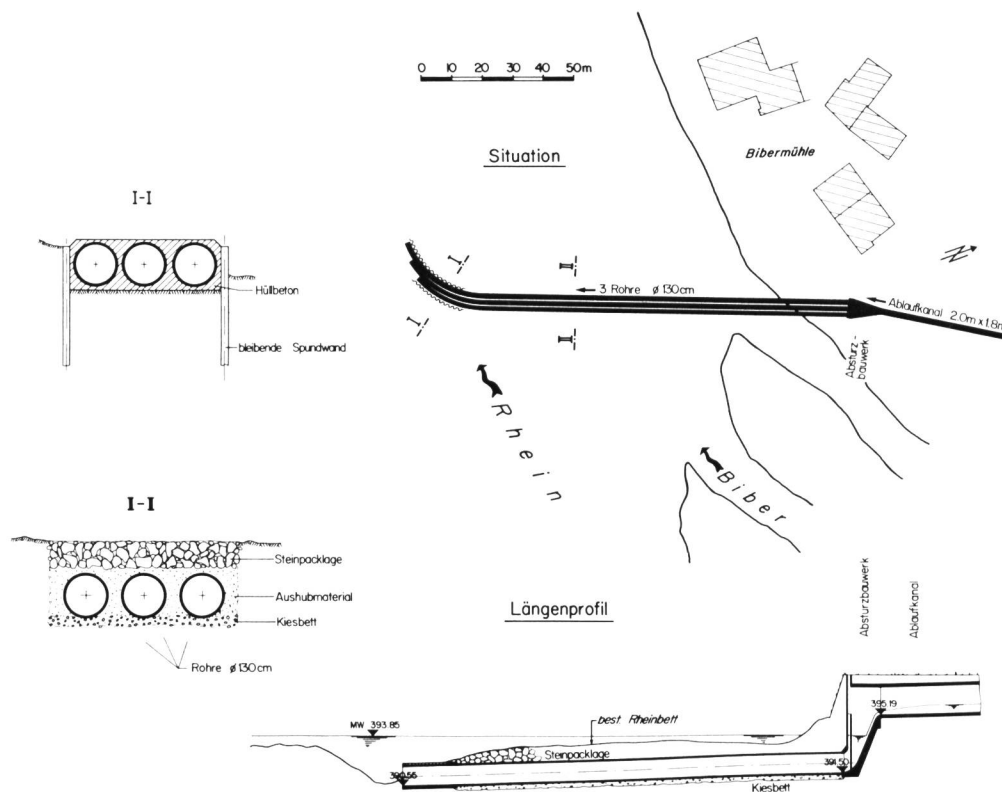 0 10 20 30 40 50m
Situation
Bibermühle
I-I
Hüllbeton
bleibende Spundwand
I
I
I
I
3 Rohre ø 130cm
Ablaufkanal 2.0m x 1.8m
Absturz-
bauwerk
Rhein
Biber
N
I-I
Steinpacklage
Aushubmaterial
Kiesbett
Rohre ø 130cm
Längenprofil
Absturzbauwerk
Ablaufkanal
MW 393.85
best. Rheinbett
Steinpacklage
395.19
390.55
391.50
Kiesbett